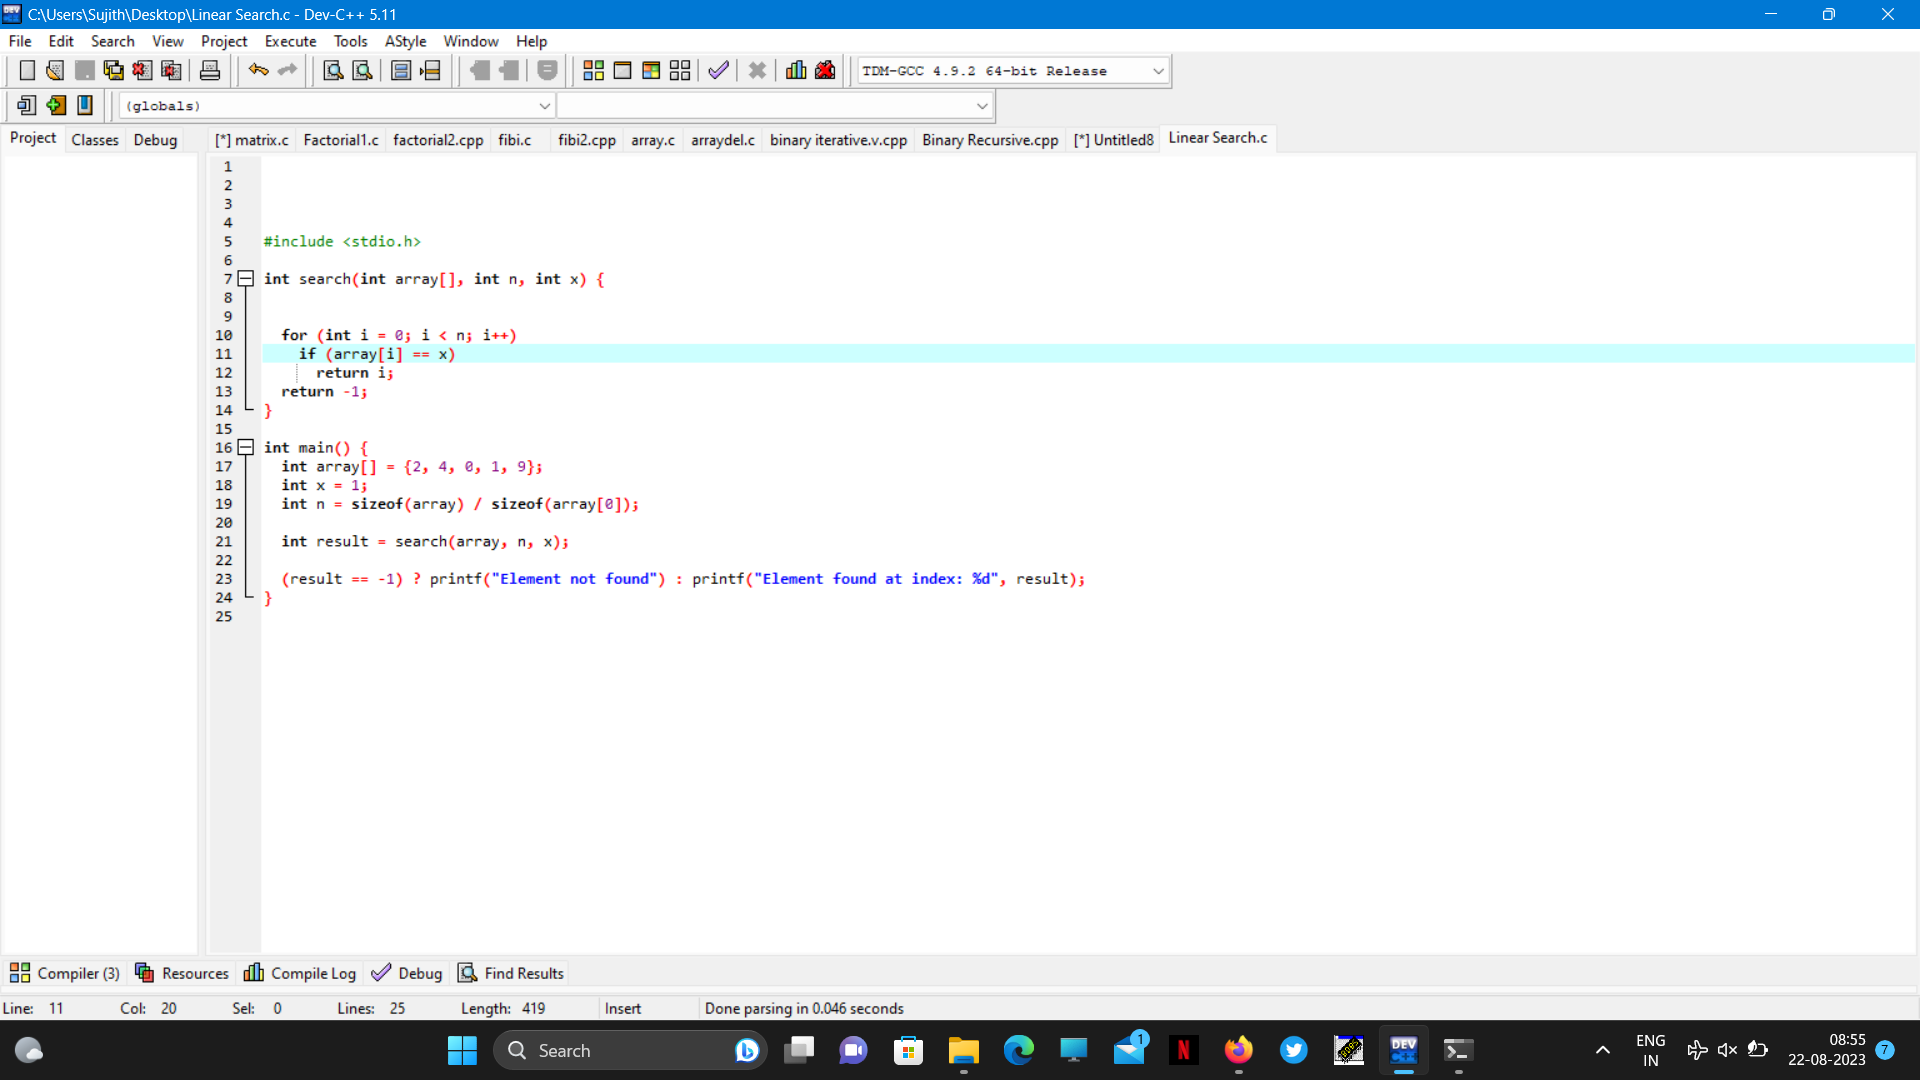 C:\Users\Sujith\Desktop\Linear Search.c - Dev-C++ 5.11
File Edit Search View Project Execute Tools AStyle Window Help
TDM-GCC 4.9.2 64-bit Release
(globals)
Project Classes Debug [*] matrix.c Factorial1.c factorial2.cpp fibi.c fibi2.cpp array.c arraydel.c binary iterative.v.cpp Binary Recursive.cpp [*] Untitled8 Linear Search.c
1
2
3
4
5 #include <stdio.h>
6
7 int search(int array[], int n, int x) {
8
9
10 for (int i = 0; i < n; i++)
11 if (array[i] == x)
12 return i;
13 return -1;
14 }
15
16 int main() {
17 int array[] = {2, 4, 0, 1, 9};
18 int x = 1;
19 int n = sizeof(array) / sizeof(array[0]);
20
21 int result = search(array, n, x);
22
23 (result == -1) ? printf("Element not found") : printf("Element found at index: %d", result);
24 }
25
Compiler (3) Resources Compile Log Debug Find Results
Line: 11 Col: 20 Sel: 0 Lines: 25 Length: 419 Insert Done parsing in 0.046 seconds
Search 1 N DEV C++ ENG IN 08:55 22-08-2023 7